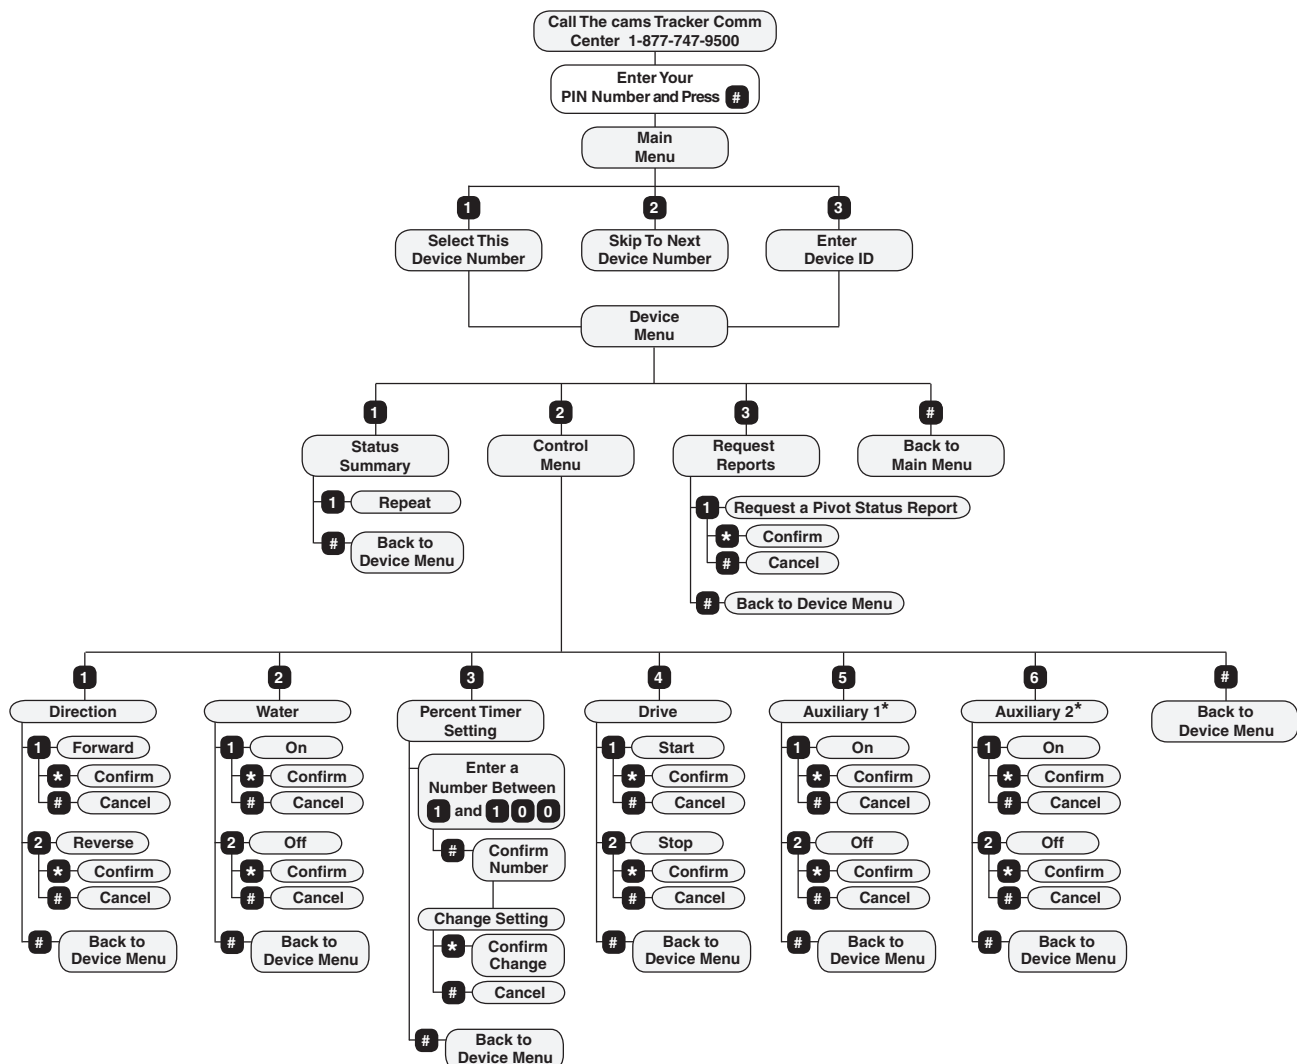 Call The cams Tracker Comm
Center 1-877-747-9500
Enter Your
PIN Number and Press #
Main
Menu
1
Select This
Device Number
2
Skip To Next
Device Number
3
Enter
Device ID
Device
Menu
1
Status
Summary
1 Repeat
# Back to
Device Menu
2
Control
Menu
3
Request
Reports
1 Request a Pivot Status Report
* Confirm
# Cancel
# Back to Device Menu
#
Back to
Main Menu
1
Direction
1 Forward
* Confirm
# Cancel
2 Reverse
* Confirm
# Cancel
# Back to
Device Menu
2
Water
1 On
* Confirm
# Cancel
2 Off
* Confirm
# Cancel
# Back to
Device Menu
3
Percent Timer
Setting
Enter a
Number Between
1 and 1 0 0
# Confirm
Number
Change Setting
* Confirm
Change
# Cancel
# Back to
Device Menu
4
Drive
1 Start
* Confirm
# Cancel
2 Stop
* Confirm
# Cancel
# Back to
Device Menu
5
Auxiliary 1*
1 On
* Confirm
# Cancel
2 Off
* Confirm
# Cancel
# Back to
Device Menu
6
Auxiliary 2*
1 On
* Confirm
# Cancel
2 Off
* Confirm
# Cancel
# Back to
Device Menu
#
Back to
Device Menu